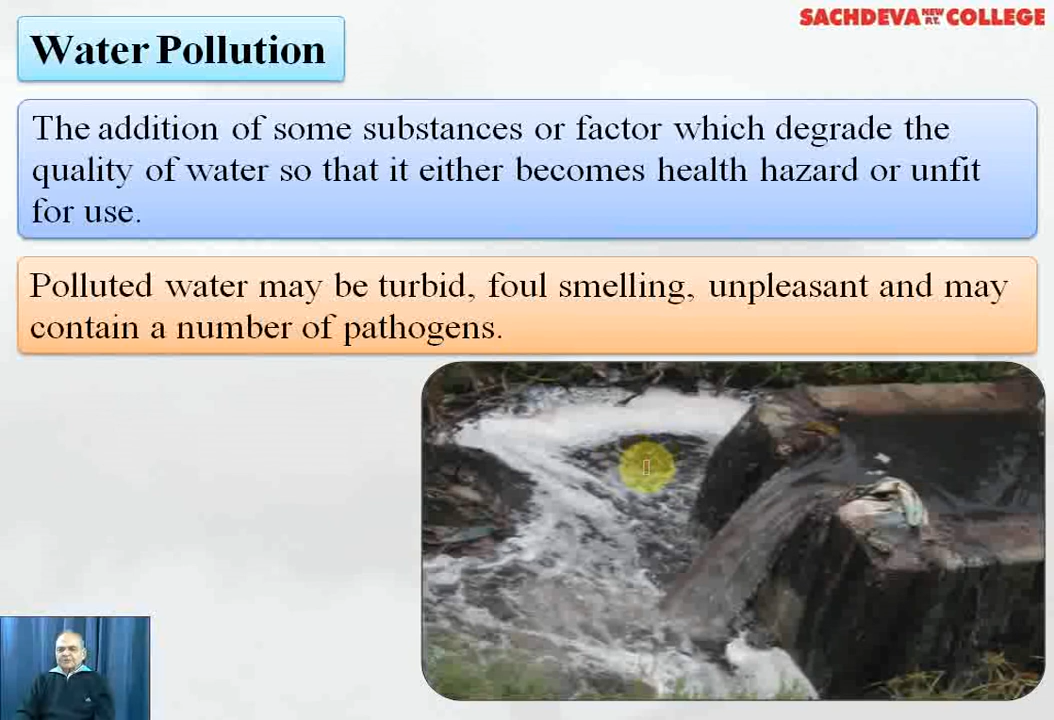 SACHDEVA NEW P.T. COLLEGE
Water Pollution
The addition of some substances or factor which degrade the
quality of water so that it either becomes health hazard or unfit
for use.
Polluted water may be turbid, foul smelling, unpleasant and may
contain a number of pathogens.